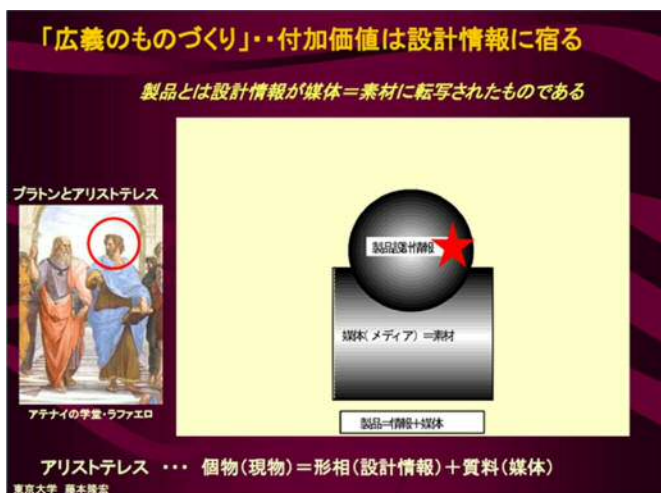 「広義のものづくり」・・付加価値は設計情報に宿る
製品とは設計情報が媒体=素材に転写されたものである
プラトンとアリストテレス
製品設計情報
媒体(メディア)=素材
アテナイの学堂・ラファエロ
製品=情報+媒体
アリストテレス ・・・ 個物(現物)=形相(設計情報)+質料(媒体)
東京大学 藤本隆宏